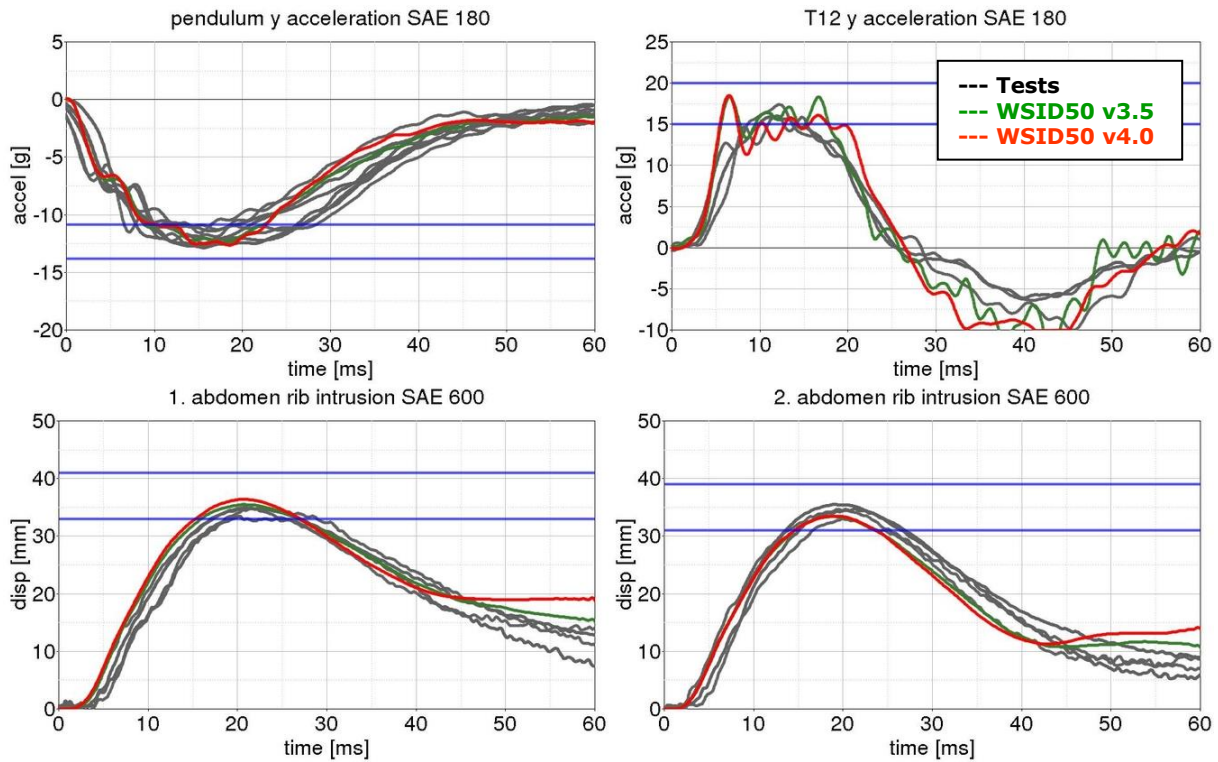 pendulum y acceleration SAE 180
5
0
-5
-10
-15
-20
accel [g]
0 10 20 30 40 50 60
time [ms]
T12 y acceleration SAE 180
25
20
15
10
5
0
-5
-10
accel [g]
0 10 20 30 40 50 60
time [ms]
--- Tests
--- WSID50 v3.5
--- WSID50 v4.0
1. abdomen rib intrusion SAE 600
50
40
30
20
10
0
disp [mm]
0 10 20 30 40 50 60
time [ms]
2. abdomen rib intrusion SAE 600
50
40
30
20
10
0
disp [mm]
0 10 20 30 40 50 60
time [ms]